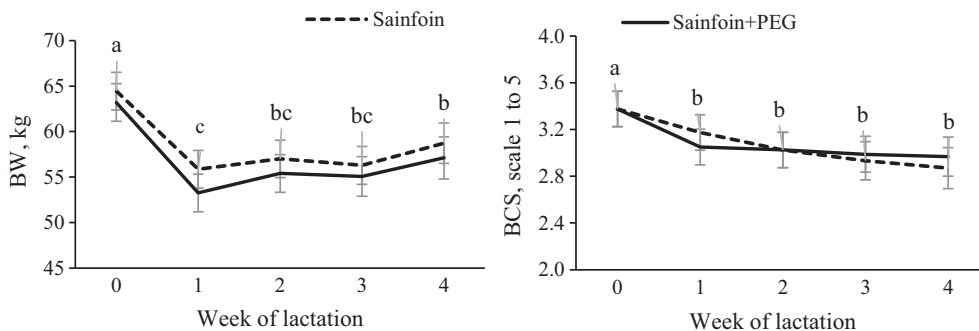 Sainfoin
BW, kg
70
65
60
55
50
45
a
c
bc
bc
b
0 1 2 3 4
Week of lactation
Sainfoin+PEG
BCS, scale 1 to 5
4.0
3.6
3.2
2.8
2.4
2.0
a
b
b
b
b
0 1 2 3 4
Week of lactation